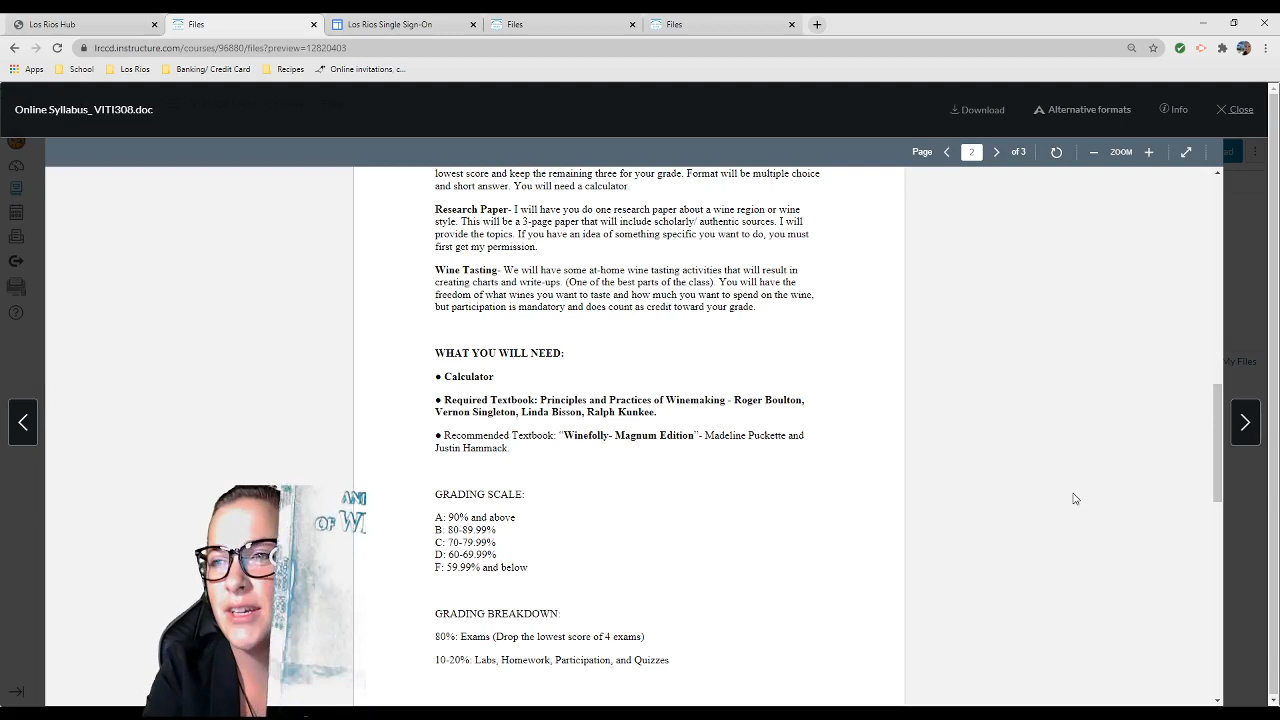 Los Rios Hub
Files
Los Rios Single Sign-On
Files
Files
lrccd.instructure.com/courses/96880/files?preview=12820403
Apps School Los Rios Banking/ Credit Card Recipes Online invitations, c...
Online Syllabus_ VITI308.doc
Download
Alternative formats
Info
Close
Page 2 of 3
ZOOM
lowest score and keep the remaining three for your grade. Format will be multiple choice
and short answer. You will need a calculator.
Research Paper- I will have you do one research paper about a wine region or wine
style. This will be a 3-page paper that will include scholarly/ authentic sources. I will
provide the topics. If you have an idea of something specific you want to do, you must
first get my permission.
Wine Tasting- We will have some at-home wine tasting activities that will result in
creating charts and write-ups. (One of the best parts of the class). You will have the
freedom of what wines you want to taste and how much you want to spend on the wine,
but participation is mandatory and does count as credit toward your grade.
My Files
WHAT YOU WILL NEED:
● Calculator
● Required Textbook: Principles and Practices of Winemaking - Roger Boulton,
Vernon Singleton, Linda Bisson, Ralph Kunkee.
● Recommended Textbook: “Winefolly- Magnum Edition”- Madeline Puckette and
Justin Hammack.
GRADING SCALE:
A: 90% and above
B: 80-89.99%
C: 70-79.99%
D: 60-69.99%
F: 59.99% and below
GRADING BREAKDOWN:
80%: Exams (Drop the lowest score of 4 exams)
10-20%: Labs, Homework, Participation, and Quizzes